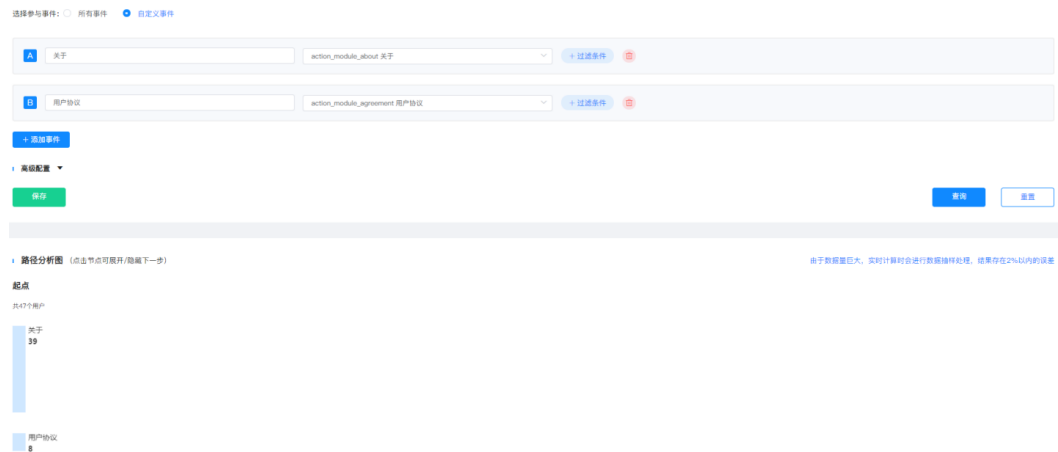 选择参与事件: 所有事件 自定义事件
A 关于 action_module_about 关于 + 过滤条件
B 用户协议 action_module_agreement 用户协议 + 过滤条件
+ 添加事件
高级配置
保存 查询 重置
路径分析图 (点击节点可展开/隐藏下一步) 由于数据量巨大，实时计算时会进行数据抽样处理，结果存在2%以内的误差
起点
共47个用户
关于
39
用户协议
8